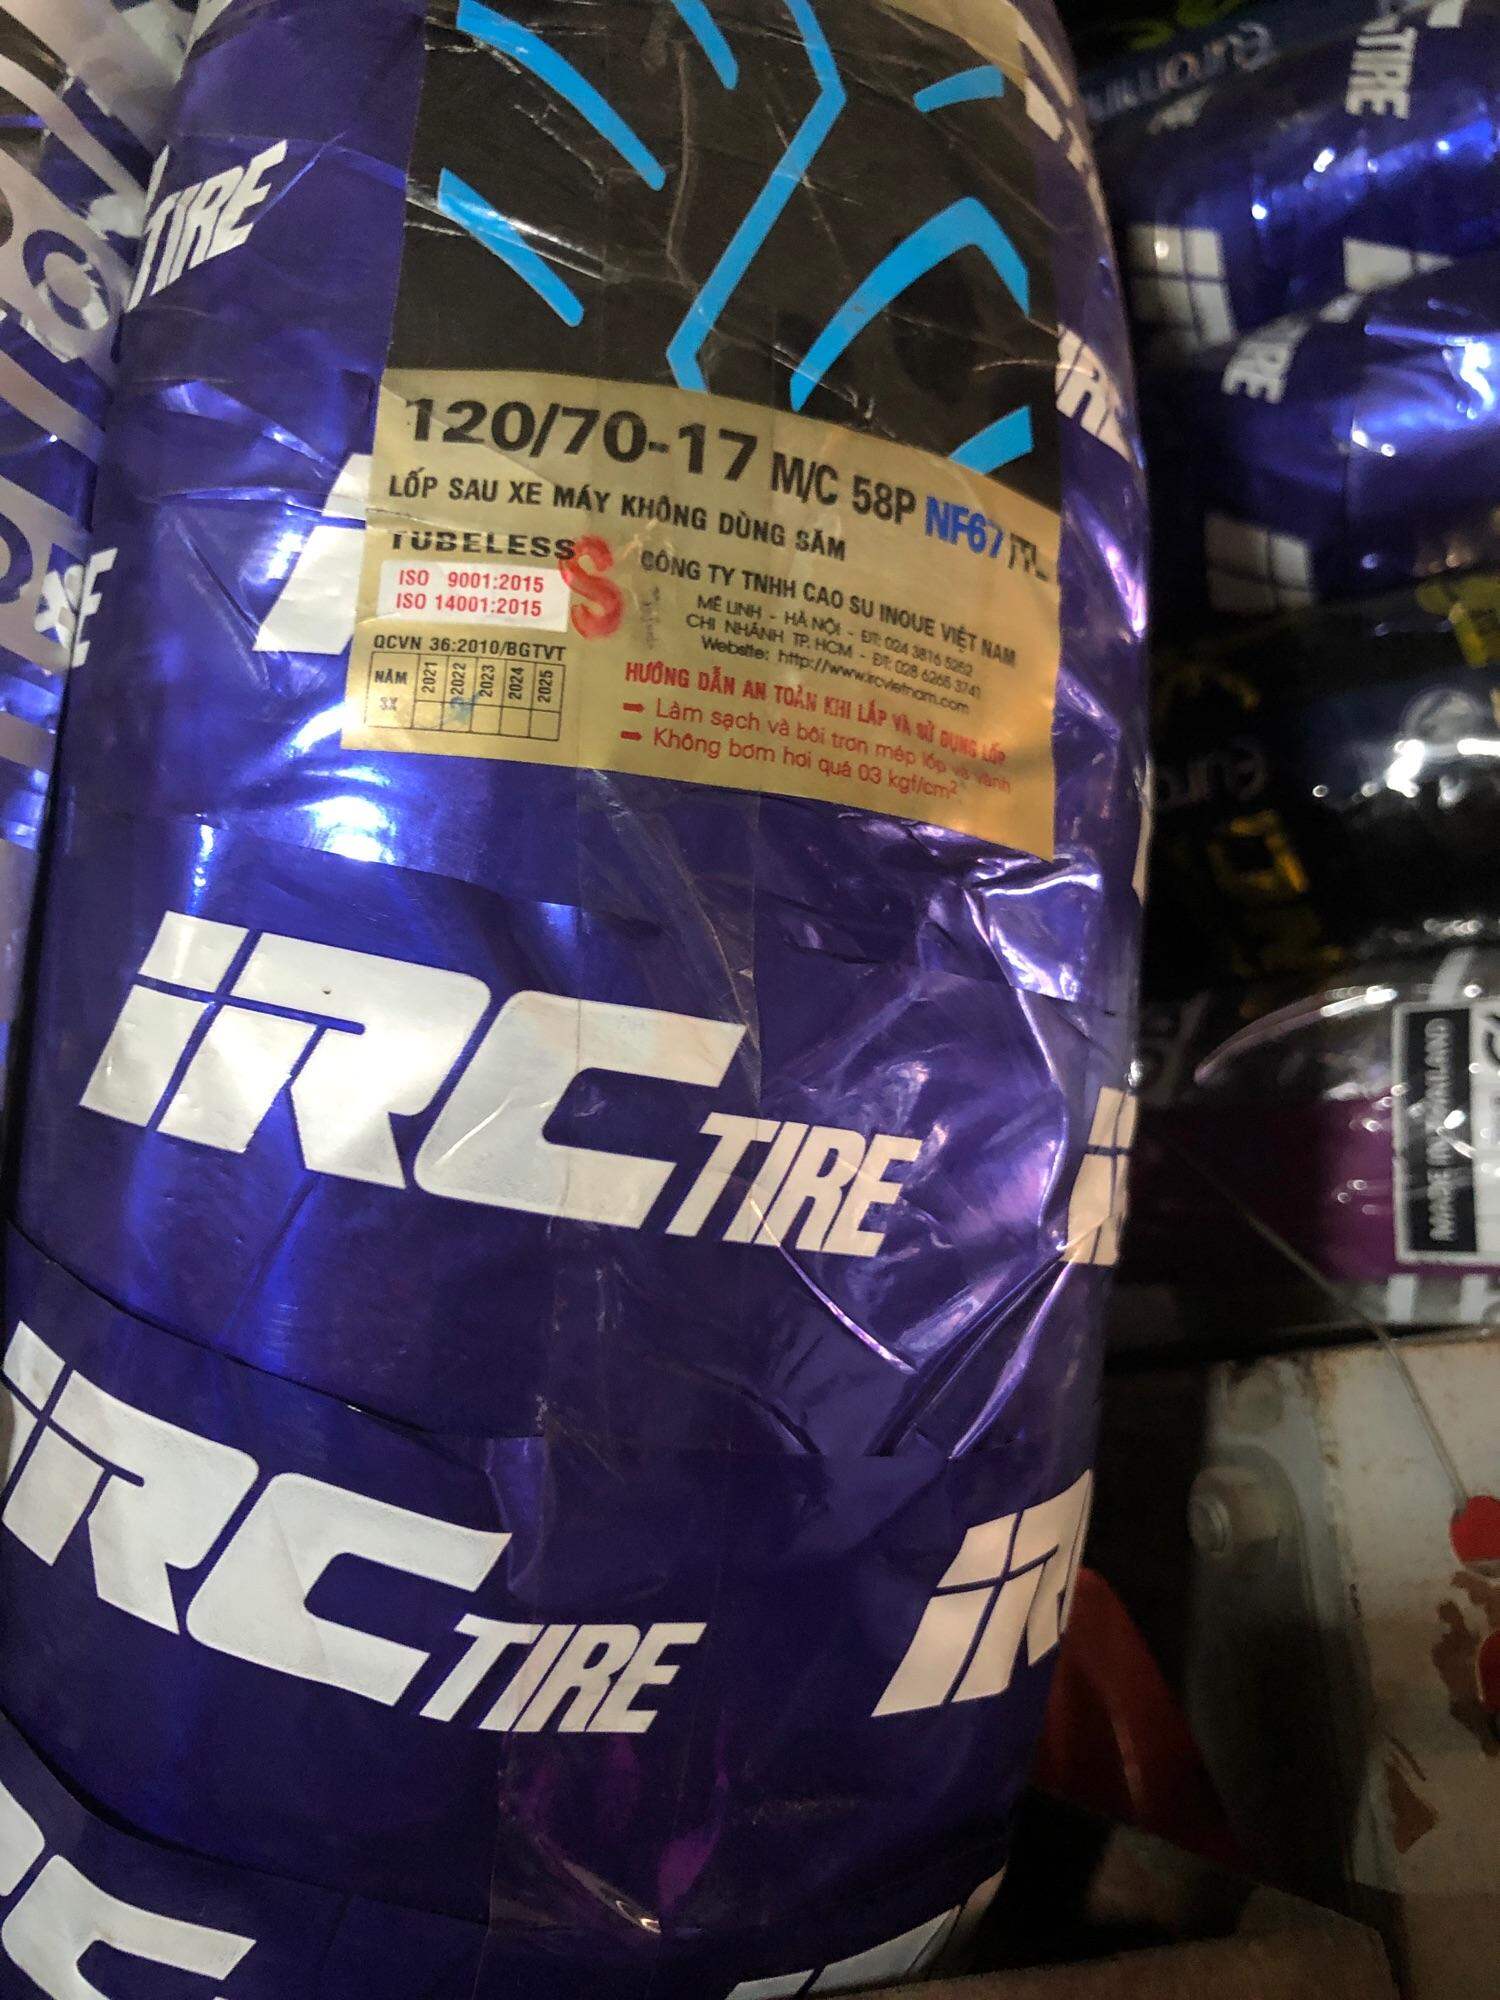 TIRE
TIRE
120/70-17 M/C 58P NF67 T/L
LỐP SAU XE MÁY KHÔNG DÙNG SĂM
TUBELESS
S
ISO 9001:2015
ISO 14001:2015
QCVN 36:2010/BGTVT
NĂM 2021 2022 2023 2024 2025
SX
CÔNG TY TNHH CAO SU INOUE VIỆT NAM
MÊ LINH - HÀ NỘI - ĐT: 024 3816 5262
CHI NHÁNH TP. HCM - ĐT: 028 6265 3741
Website: http://www.ircvietnam.com
HƯỚNG DẪN AN TOÀN KHI LẮP VÀ SỬ DỤNG LỐP
Làm sạch và bôi trơn mép lốp và vành
Không bơm hơi quá 03 kgf/cm²
iRC TIRE
iRC TIRE
MADE IN THAILAND